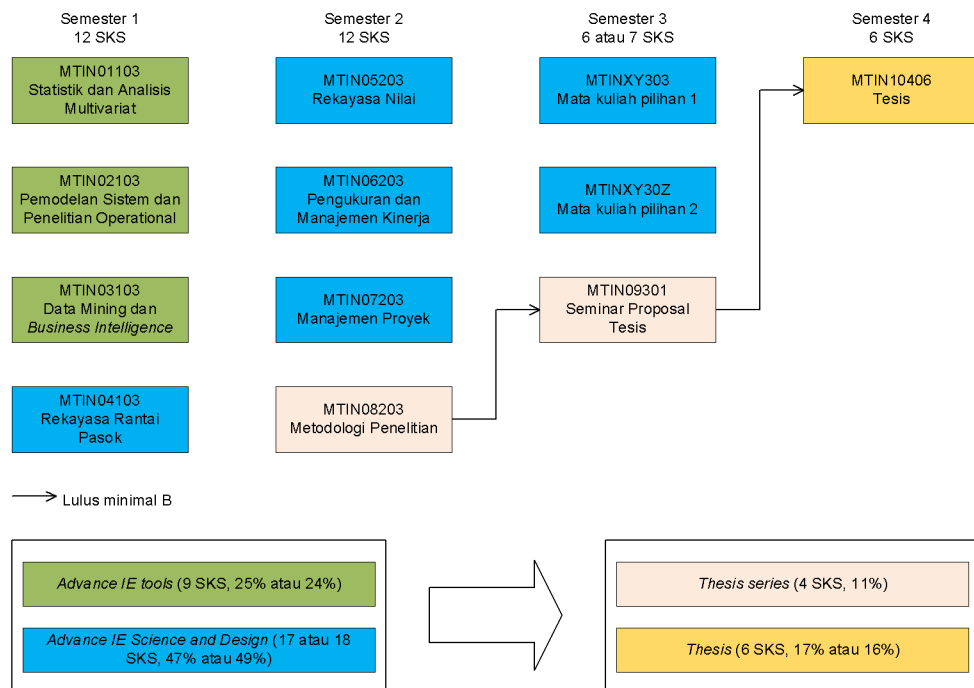 Semester 1
12 SKS
Semester 2
12 SKS
Semester 3
6 atau 7 SKS
Semester 4
6 SKS
MTIN01103
Statistik dan Analisis
Multivariat
MTIN05203
Rekayasa Nilai
MTINXY303
Mata kuliah pilihan 1
MTIN10406
Tesis
MTIN02103
Pemodelan Sistem dan
Penelitian Operational
MTIN06203
Pengukuran dan
Manajemen Kinerja
MTINXY30Z
Mata kuliah pilihan 2
MTIN03103
Data Mining dan
Business Intelligence
MTIN07203
Manajemen Proyek
MTIN09301
Seminar Proposal
Tesis
MTIN04103
Rekayasa Rantai
Pasok
MTIN08203
Metodologi Penelitian
Lulus minimal B
Advance IE tools (9 SKS, 25% atau 24%)
Advance IE Science and Design (17 atau 18
SKS, 47% atau 49%)
Thesis series (4 SKS, 11%)
Thesis (6 SKS, 17% atau 16%)